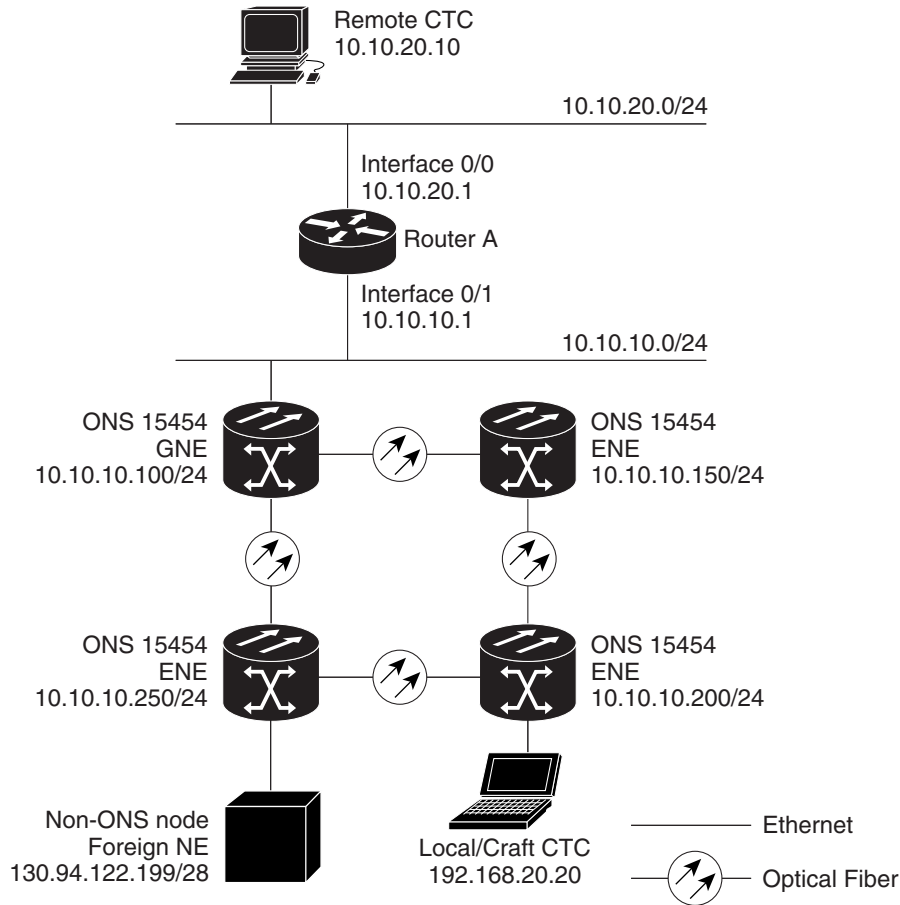 Remote CTC
10.10.20.10
10.10.20.0/24
Interface 0/0
10.10.20.1
Router A
Interface 0/1
10.10.10.1
10.10.10.0/24
ONS 15454
GNE
10.10.10.100/24
ONS 15454
ENE
10.10.10.150/24
ONS 15454
ENE
10.10.10.250/24
ONS 15454
ENE
10.10.10.200/24
Non-ONS node
Foreign NE
130.94.122.199/28
Local/Craft CTC
192.168.20.20
Ethernet
Optical Fiber